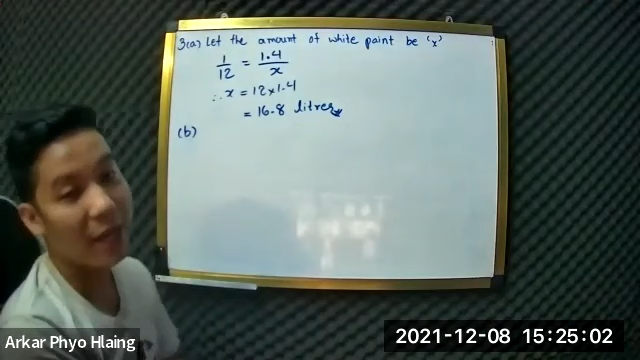 3(a) Let the amount of white paint be 'x'
1/12 = 1.4/x
∴ x = 12 × 1.4
= 16.8 litres
(b)
Arkar Phyo Hlaing
2021-12-08 15:25:02